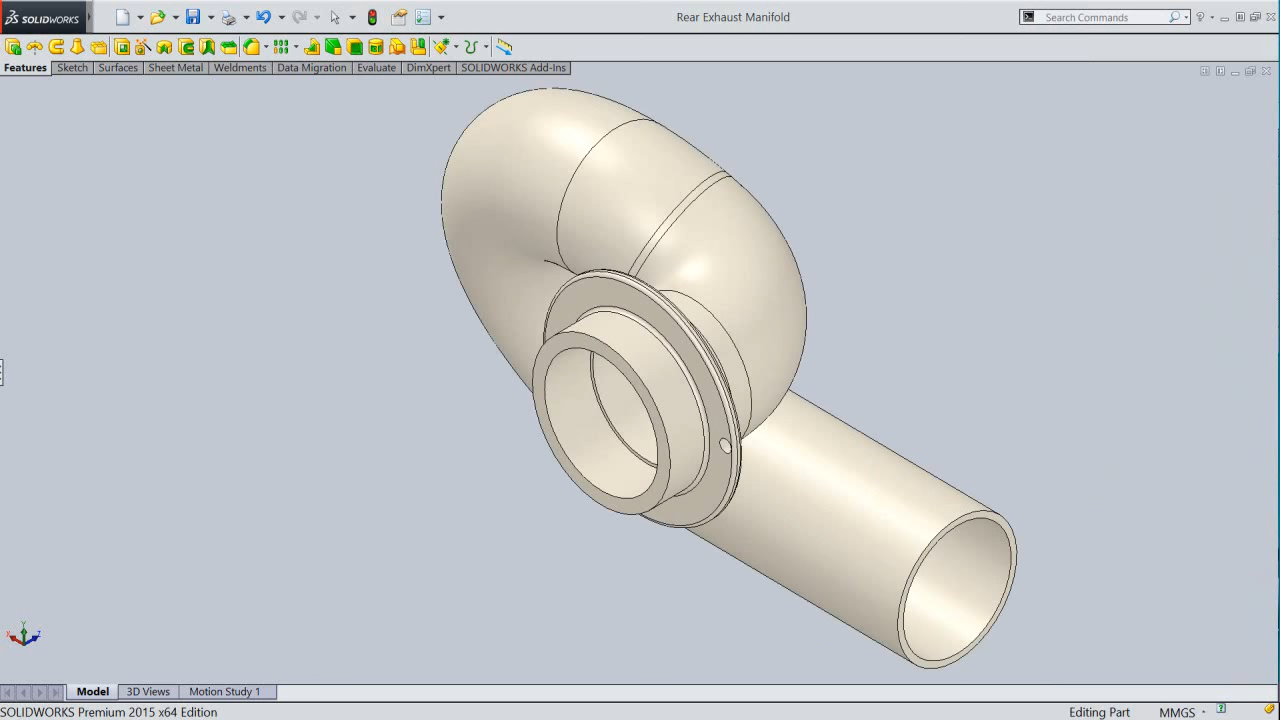 SOLIDWORKS
Rear Exhaust Manifold
Search Commands
Features Sketch Surfaces Sheet Metal Weldments Data Migration Evaluate DimXpert SOLIDWORKS Add-Ins
Y
X Z
Model 3D Views Motion Study 1
SOLIDWORKS Premium 2015 x64 Edition
Editing Part MMGS